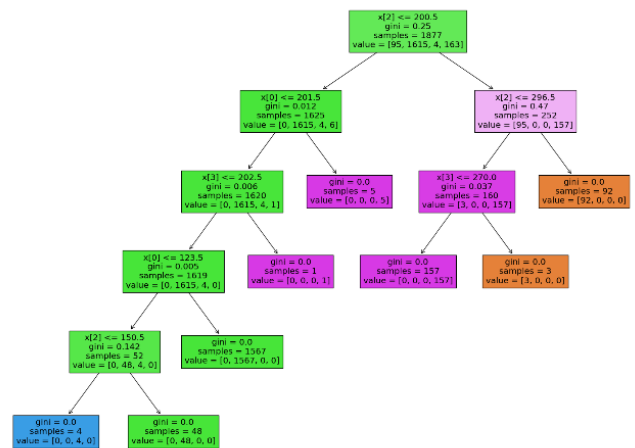 x[2] <= 200.5
gini = 0.25
samples = 1877
value = [95, 1615, 4, 163]
x[0] <= 201.5
gini = 0.012
samples = 1625
value = [0, 1615, 4, 6]
x[2] <= 296.5
gini = 0.47
samples = 252
value = [95, 0, 0, 157]
x[3] <= 202.5
gini = 0.006
samples = 1620
value = [0, 1615, 4, 1]
gini = 0.0
samples = 5
value = [0, 0, 0, 5]
x[3] <= 270.0
gini = 0.037
samples = 160
value = [3, 0, 0, 157]
gini = 0.0
samples = 92
value = [92, 0, 0, 0]
x[0] <= 123.5
gini = 0.005
samples = 1619
value = [0, 1615, 4, 0]
gini = 0.0
samples = 1
value = [0, 0, 0, 1]
gini = 0.0
samples = 157
value = [0, 0, 0, 157]
gini = 0.0
samples = 3
value = [3, 0, 0, 0]
x[2] <= 150.5
gini = 0.142
samples = 52
value = [0, 48, 4, 0]
gini = 0.0
samples = 1567
value = [0, 1567, 0, 0]
gini = 0.0
samples = 4
value = [0, 0, 4, 0]
gini = 0.0
samples = 48
value = [0, 48, 0, 0]